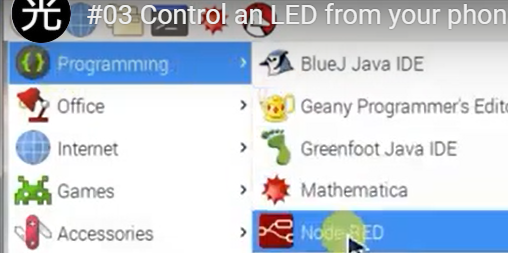 光 #03 Control an LED from your phon
Programming
BlueJ Java IDE
Office
Geany Programmer's Edito
Internet
Greenfoot Java IDE
Games
Mathematica
Accessories
Node-RED